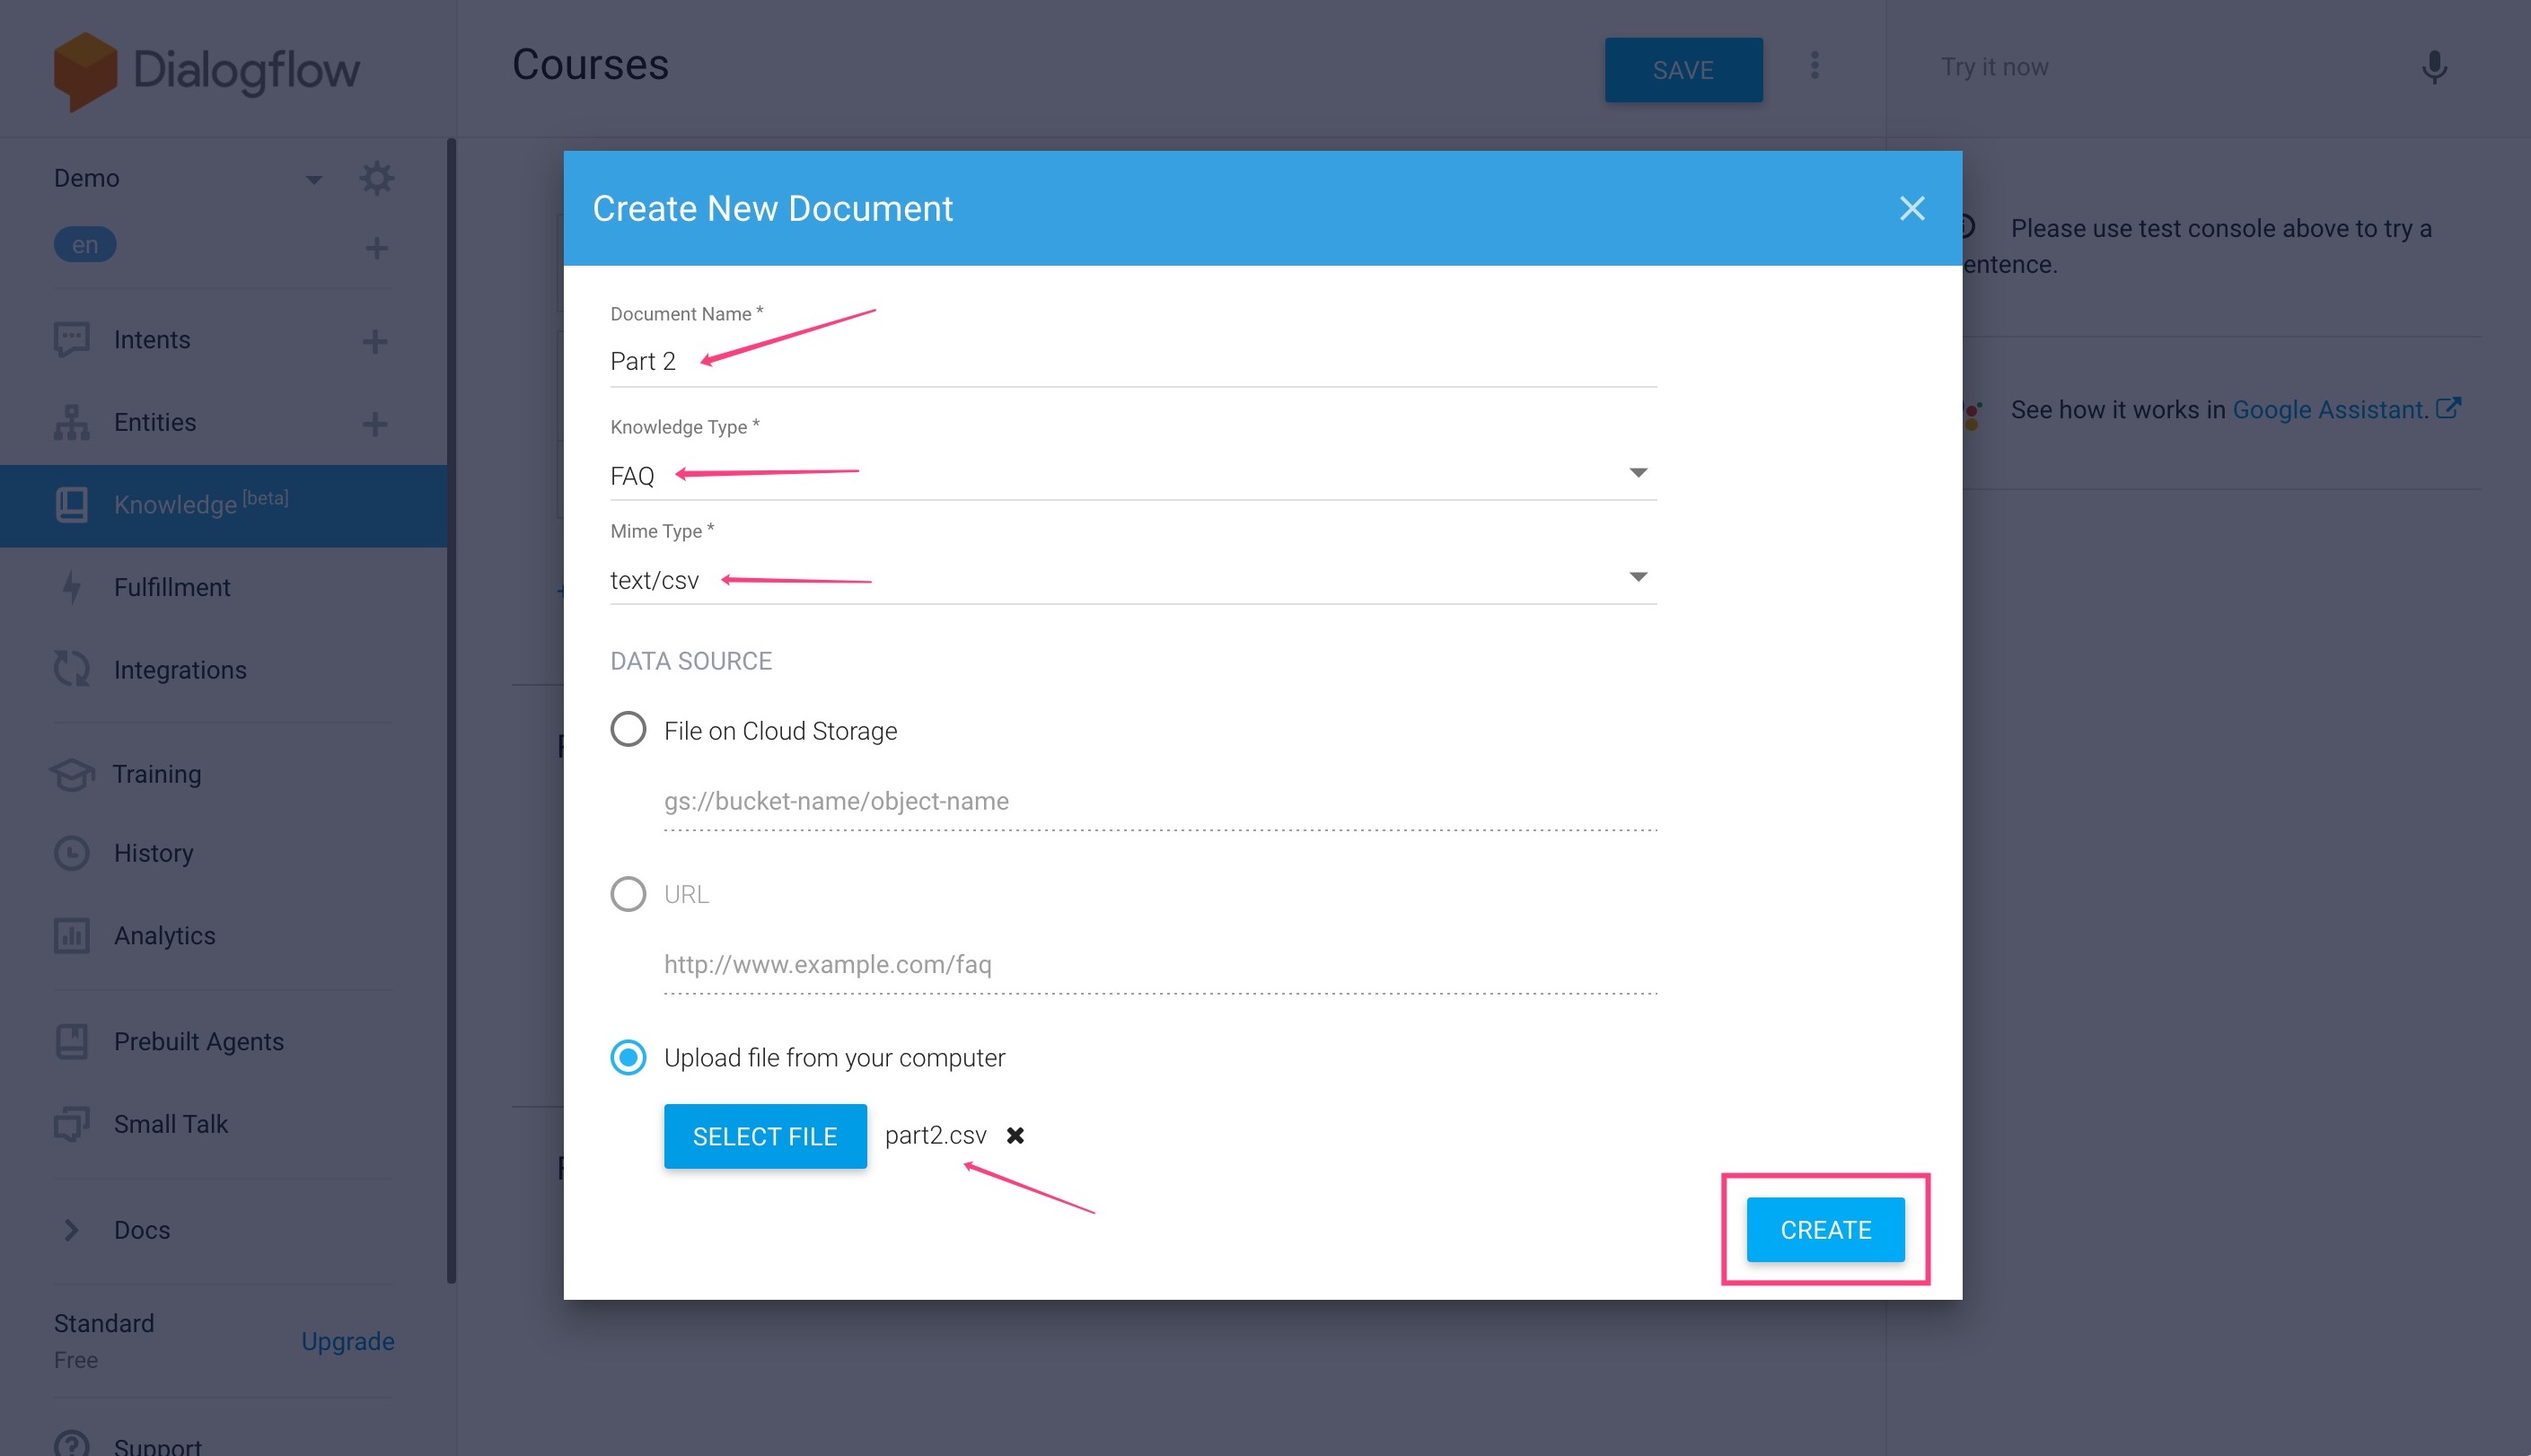 Dialogflow
Courses
SAVE
Try it now
Demo
en
Intents
Entities
Knowledge [beta]
Fulfillment
Integrations
Training
History
Analytics
Prebuilt Agents
Small Talk
Docs
Standard
Free
Upgrade
Support
Create New Document
Document Name *
Part 2
Knowledge Type *
FAQ
Mime Type *
text/csv
DATA SOURCE
File on Cloud Storage
gs://bucket-name/object-name
URL
http://www.example.com/faq
Upload file from your computer
SELECT FILE
part2.csv
CREATE
Please use test console above to try a
entence.
See how it works in Google Assistant.